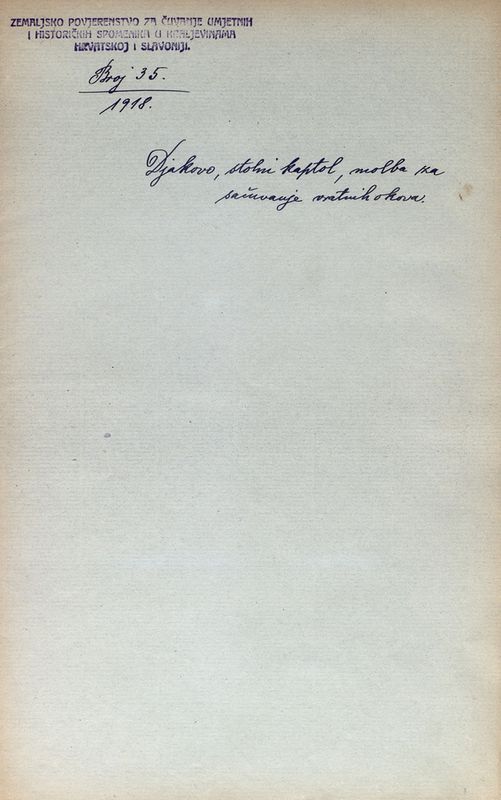 ZEMALJSKO POVJERENSTVO ZA ČUVANJE UMJETNIH
I HISTORIČKIH SPOMENIKA U KRALJEVINAMA
HRVATSKOJ I SLAVONIJI.
Broj 35.
1918.
Djakovo, stolni kaptol, molba za
sačuvanje vratnih okova.